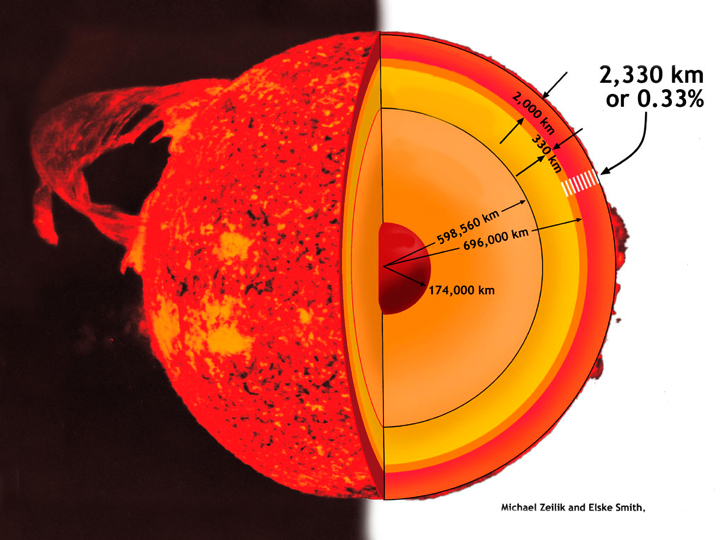 2,330 km
or 0.33%
2,000 km
330 km
598,560 km
696,000 km
174,000 km
Michael Zeilik and Elske Smith,